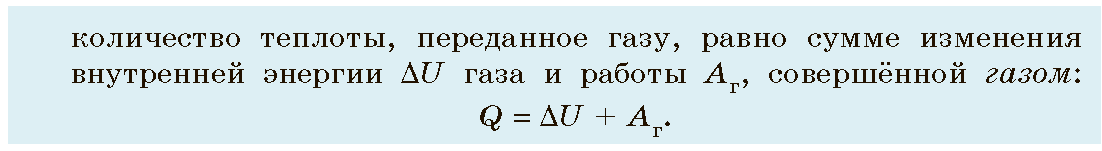 количество теплоты, переданное газу, равно сумме изменения
внутренней энергии ΔU газа и работы Aг, совершённой газом:
Q = ΔU + Aг.